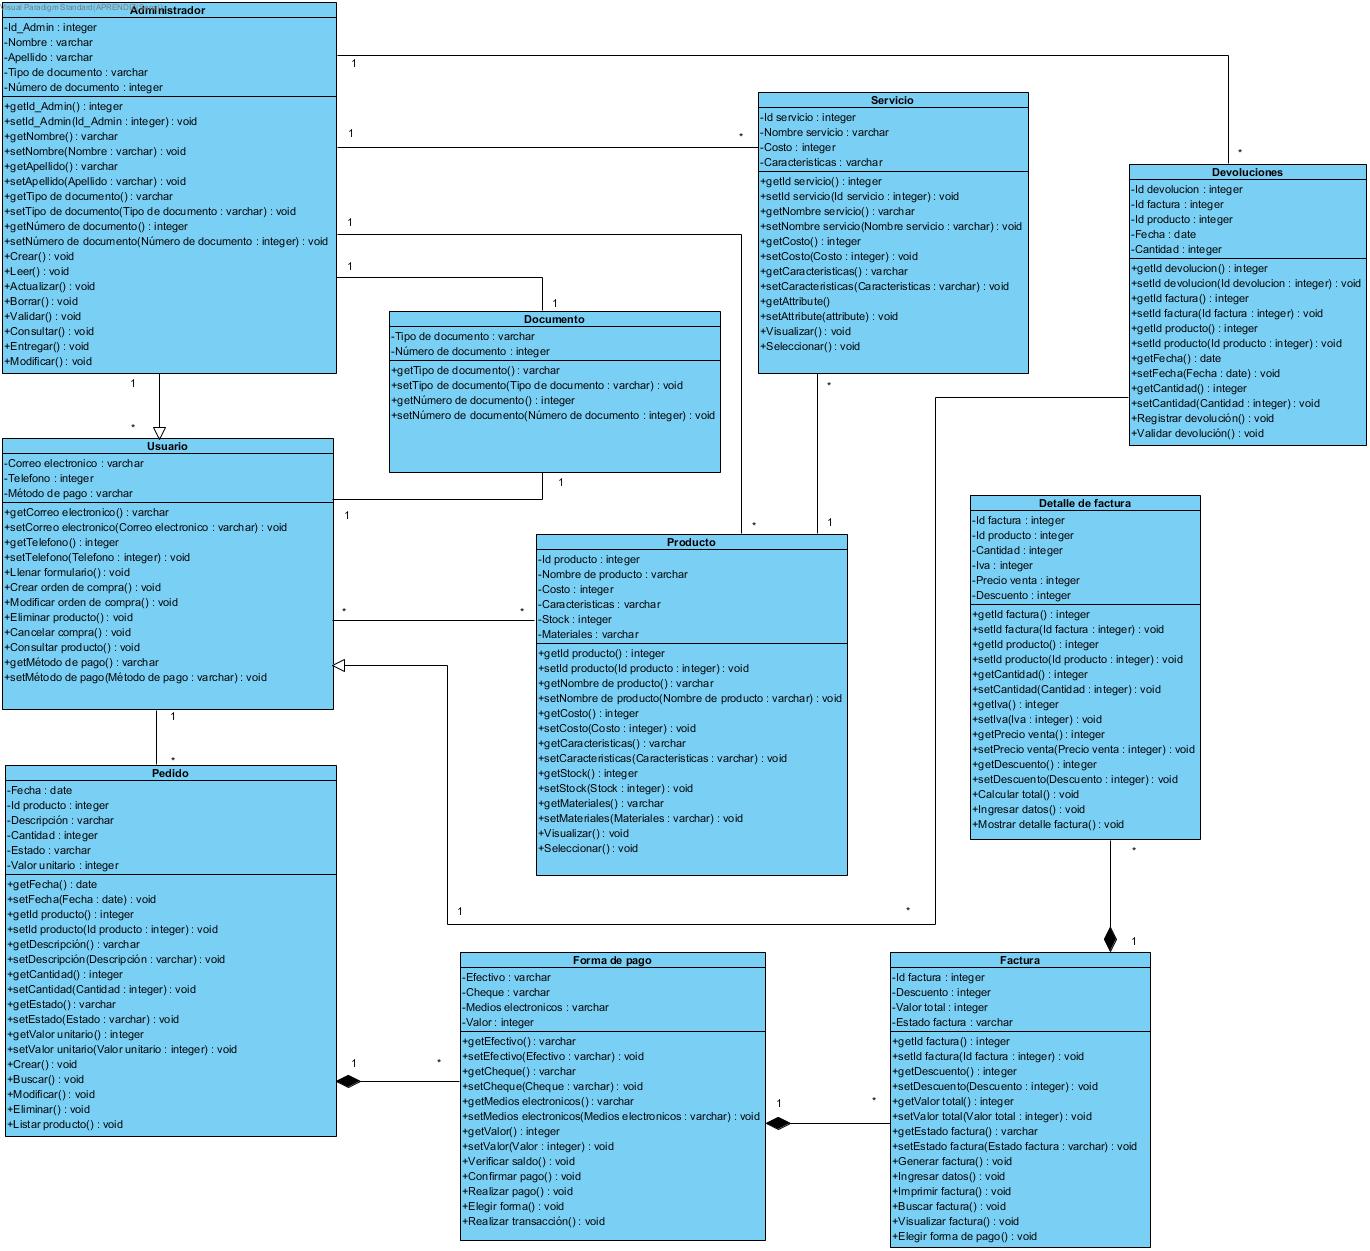 Visual Paradigm Standard(APREND
Administrador
-Id_Admin : integer
-Nombre : varchar
-Apellido : varchar
-Tipo de documento : varchar
-Número de documento : integer
+getId_Admin() : integer
+setId_Admin(Id_Admin : integer) : void
+getNombre() : varchar
+setNombre(Nombre : varchar) : void
+getApellido() : varchar
+setApellido(Apellido : varchar) : void
+getTipo de documento() : varchar
+setTipo de documento(Tipo de documento : varchar) : void
+getNúmero de documento() : integer
+setNúmero de documento(Número de documento : integer) : void
+Crear() : void
+Leer() : void
+Actualizar() : void
+Borrar() : void
+Validar() : void
+Consultar() : void
+Entregar() : void
+Modificar() : void
1
1
*
1
1
1
*
Servicio
-Id servicio : integer
-Nombre servicio : varchar
-Costo : integer
-Caracteristicas : varchar
+getId servicio() : integer
+setId servicio(Id servicio : integer) : void
+getNombre servicio() : varchar
+setNombre servicio(Nombre servicio : varchar) : void
+getCosto() : integer
+setCosto(Costo : integer) : void
+getCaracteristicas() : varchar
+setCaracteristicas(Caracteristicas : varchar) : void
+getAttribute()
+setAttribute(attribute) : void
+Visualizar() : void
+Seleccionar() : void
*
1
Devoluciones
-Id devolucion : integer
-Id factura : integer
-Id producto : integer
-Fecha : date
-Cantidad : integer
+getId devolucion() : integer
+setId devolucion(Id devolucion : integer) : void
+getId factura() : integer
+setId factura(Id factura : integer) : void
+getId producto() : integer
+setId producto(Id producto : integer) : void
+getFecha() : date
+setFecha(Fecha : date) : void
+getCantidad() : integer
+setCantidad(Cantidad : integer) : void
+Registrar devolución() : void
+Validar devolución() : void
Documento
-Tipo de documento : varchar
-Número de documento : integer
+getTipo de documento() : varchar
+setTipo de documento(Tipo de documento : varchar) : void
+getNúmero de documento() : integer
+setNúmero de documento(Número de documento : integer) : void
1
1
1
*
Usuario
-Correo electronico : varchar
-Telefono : integer
-Método de pago : varchar
+getCorreo electronico() : varchar
+setCorreo electronico(Correo electronico : varchar) : void
+getTelefono() : integer
+setTelefono(Telefono : integer) : void
+Llenar formulario() : void
+Crear orden de compra() : void
+Modificar orden de compra() : void
+Eliminar producto() : void
+Cancelar compra() : void
+Consultar producto() : void
+getMétodo de pago() : varchar
+setMétodo de pago(Método de pago : varchar) : void
*
*
*
Producto
-Id producto : integer
-Nombre de producto : varchar
-Costo : integer
-Caracteristicas : varchar
-Stock : integer
-Materiales : varchar
+getId producto() : integer
+setId producto(Id producto : integer) : void
+getNombre de producto() : varchar
+setNombre de producto(Nombre de producto : varchar) : void
+getCosto() : integer
+setCosto(Costo : integer) : void
+getCaracteristicas() : varchar
+setCaracteristicas(Caracteristicas : varchar) : void
+getStock() : integer
+setStock(Stock : integer) : void
+getMateriales() : varchar
+setMateriales(Materiales : varchar) : void
+Visualizar() : void
+Seleccionar() : void
Detalle de factura
-Id factura : integer
-Id producto : integer
-Cantidad : integer
-Iva : integer
-Precio venta : integer
-Descuento : integer
+getId factura() : integer
+setId factura(Id factura : integer) : void
+getId producto() : integer
+setId producto(Id producto : integer) : void
+getCantidad() : integer
+setCantidad(Cantidad : integer) : void
+getIva() : integer
+setIva(Iva : integer) : void
+getPrecio venta() : integer
+setPrecio venta(Precio venta : integer) : void
+getDescuento() : integer
+setDescuento(Descuento : integer) : void
+Calcular total() : void
+Ingresar datos() : void
+Mostrar detalle factura() : void
*
1
1
*
1
*
Pedido
-Fecha : date
-Id producto : integer
-Descripción : varchar
-Cantidad : integer
-Estado : varchar
-Valor unitario : integer
+getFecha() : date
+setFecha(Fecha : date) : void
+getId producto() : integer
+setId producto(Id producto : integer) : void
+getDescripción() : varchar
+setDescripción(Descripción : varchar) : void
+getCantidad() : integer
+setCantidad(Cantidad : integer) : void
+getEstado() : varchar
+setEstado(Estado : varchar) : void
+getValor unitario() : integer
+setValor unitario(Valor unitario : integer) : void
+Crear() : void
+Buscar() : void
+Modificar() : void
+Eliminar() : void
+Listar producto() : void
1
*
Forma de pago
-Efectivo : varchar
-Cheque : varchar
-Medios electronicos : varchar
-Valor : integer
+getEfectivo() : varchar
+setEfectivo(Efectivo : varchar) : void
+getCheque() : varchar
+setCheque(Cheque : varchar) : void
+getMedios electronicos() : varchar
+setMedios electronicos(Medios electronicos : varchar) : void
+getValor() : integer
+setValor(Valor : integer) : void
+Verificar saldo() : void
+Confirmar pago() : void
+Realizar pago() : void
+Elegir forma() : void
+Realizar transacción() : void
1
*
Factura
-Id factura : integer
-Descuento : integer
-Valor total : integer
-Estado factura : varchar
+getId factura() : integer
+setId factura(Id factura : integer) : void
+getDescuento() : integer
+setDescuento(Descuento : integer) : void
+getValor total() : integer
+setValor total(Valor total : integer) : void
+getEstado factura() : varchar
+setEstado factura(Estado factura : varchar) : void
+Generar factura() : void
+Ingresar datos() : void
+Imprimir factura() : void
+Buscar factura() : void
+Visualizar factura() : void
+Elegir forma de pago() : void